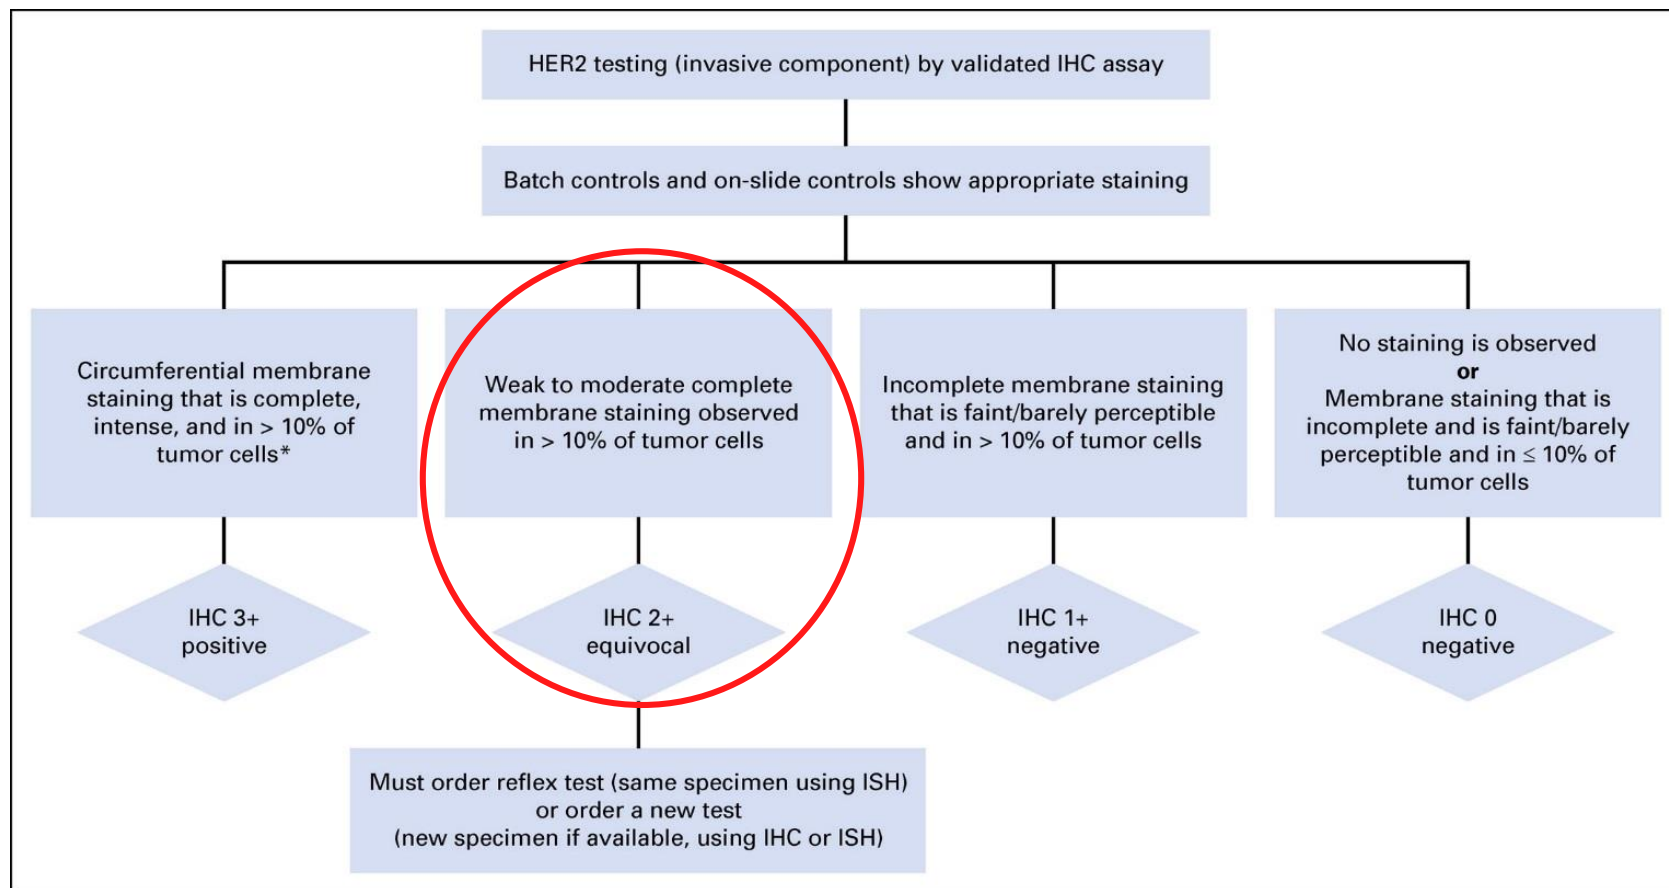 HER2 testing (invasive component) by validated IHC assay
Batch controls and on-slide controls show appropriate staining
Circumferential membrane
staining that is complete,
intense, and in > 10% of
tumor cells*
Weak to moderate complete
membrane staining observed
in > 10% of tumor cells
Incomplete membrane staining
that is faint/barely perceptible
and in > 10% of tumor cells
No staining is observed
or
Membrane staining that is
incomplete and is faint/barely
perceptible and in ≤ 10% of
tumor cells
IHC 3+
positive
IHC 2+
equivocal
IHC 1+
negative
IHC 0
negative
Must order reflex test (same specimen using ISH)
or order a new test
(new specimen if available, using IHC or ISH)